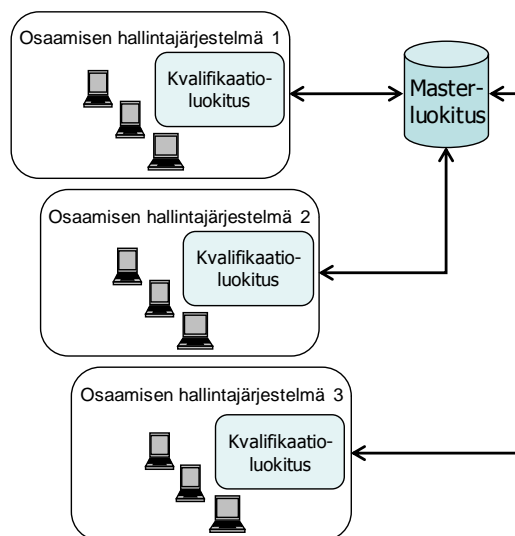 Osaamisen hallintajärjestelmä 1
Kvalifikaatio-
luokitus
Master-
luokitus
Osaamisen hallintajärjestelmä 2
Kvalifikaatio-
luokitus
Osaamisen hallintajärjestelmä 3
Kvalifikaatio-
luokitus